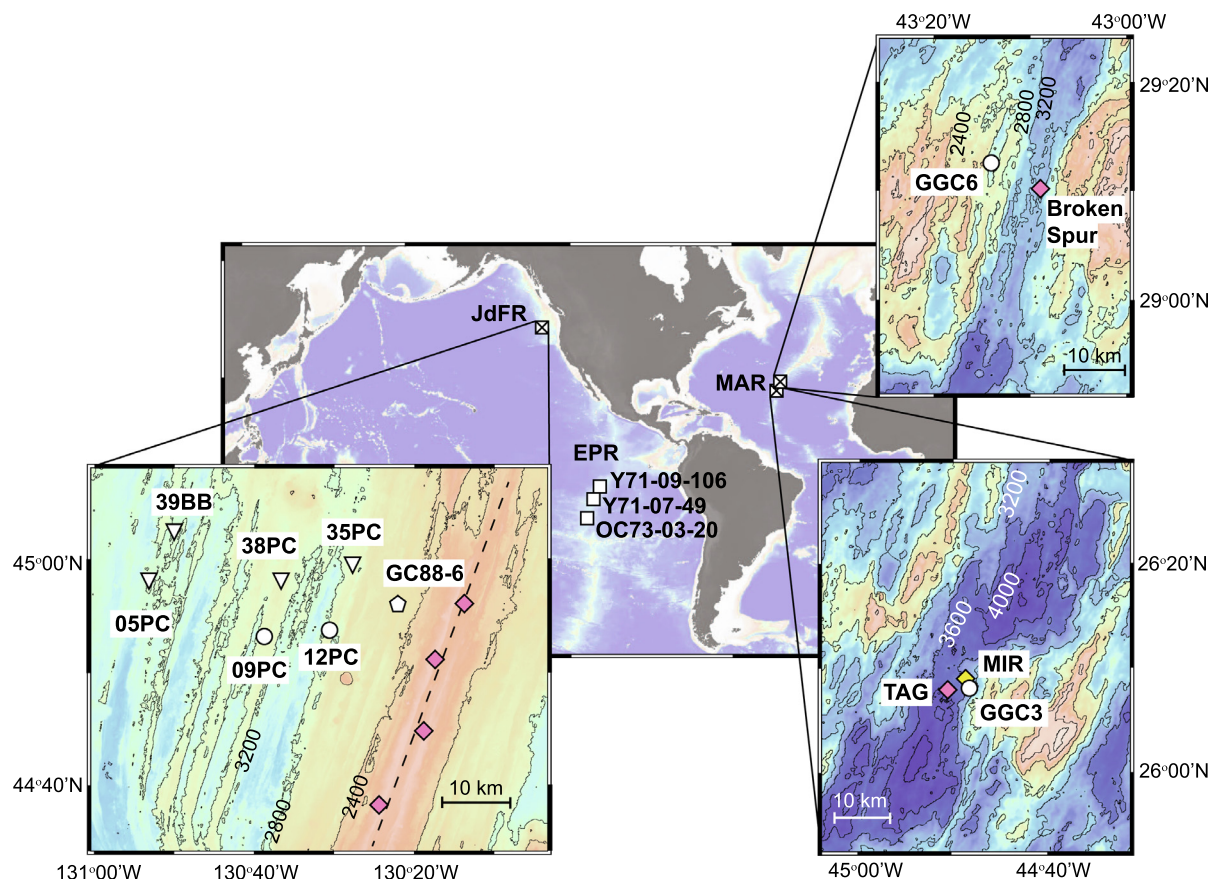 43°20'W
43°00'W
29°20'N
29°00'N
2400
2800
3200
GGC6
Broken
Spur
10 km
JdFR
MAR
EPR
Y71-09-106
Y71-07-49
OC73-03-20
39BB
38PC
35PC
GC88-6
05PC
09PC
12PC
3200
2800
2400
10 km
45°00'N
44°40'N
131°00'W
130°40'W
130°20'W
3200
4000
3600
MIR
TAG
GGC3
10 km
26°20'N
26°00'N
45°00'W
44°40'W